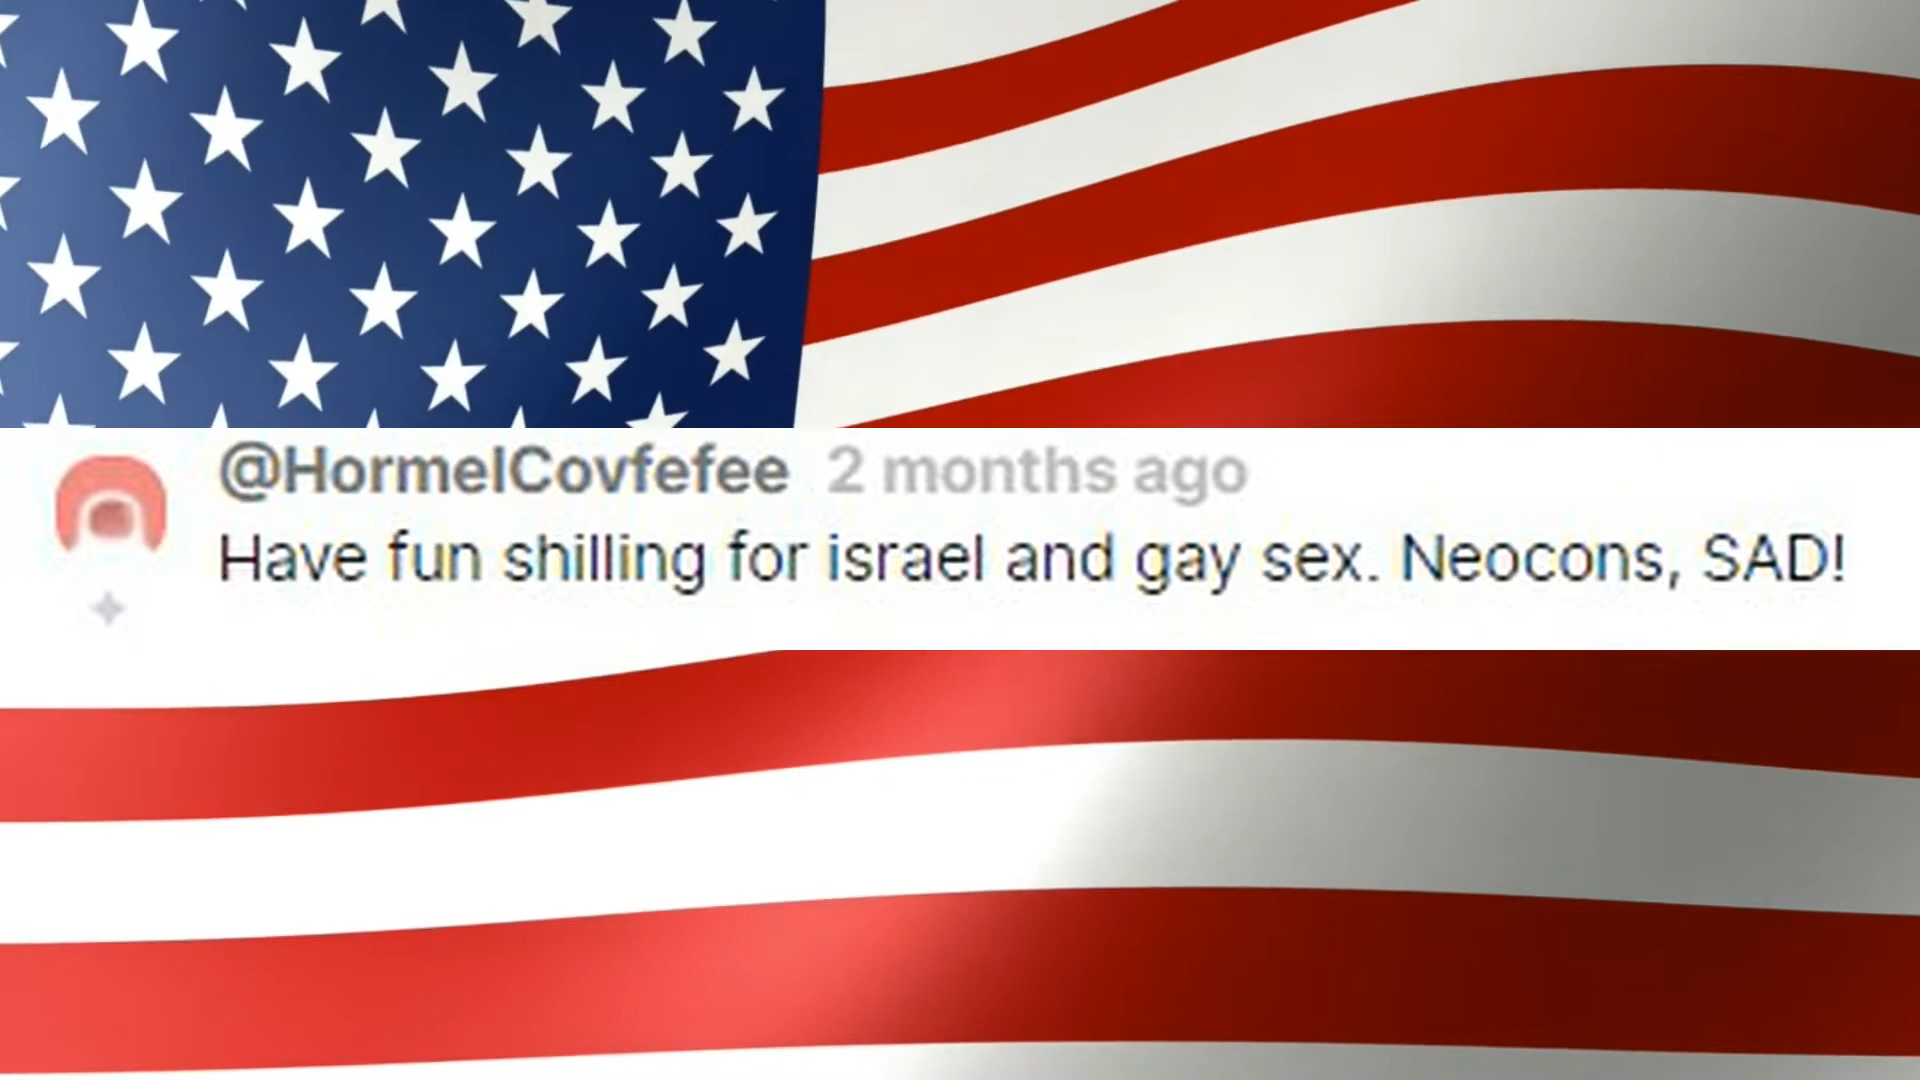 @HormelCovfefee 2 months ago
Have fun shilling for israel and gay sex. Neocons, SAD!